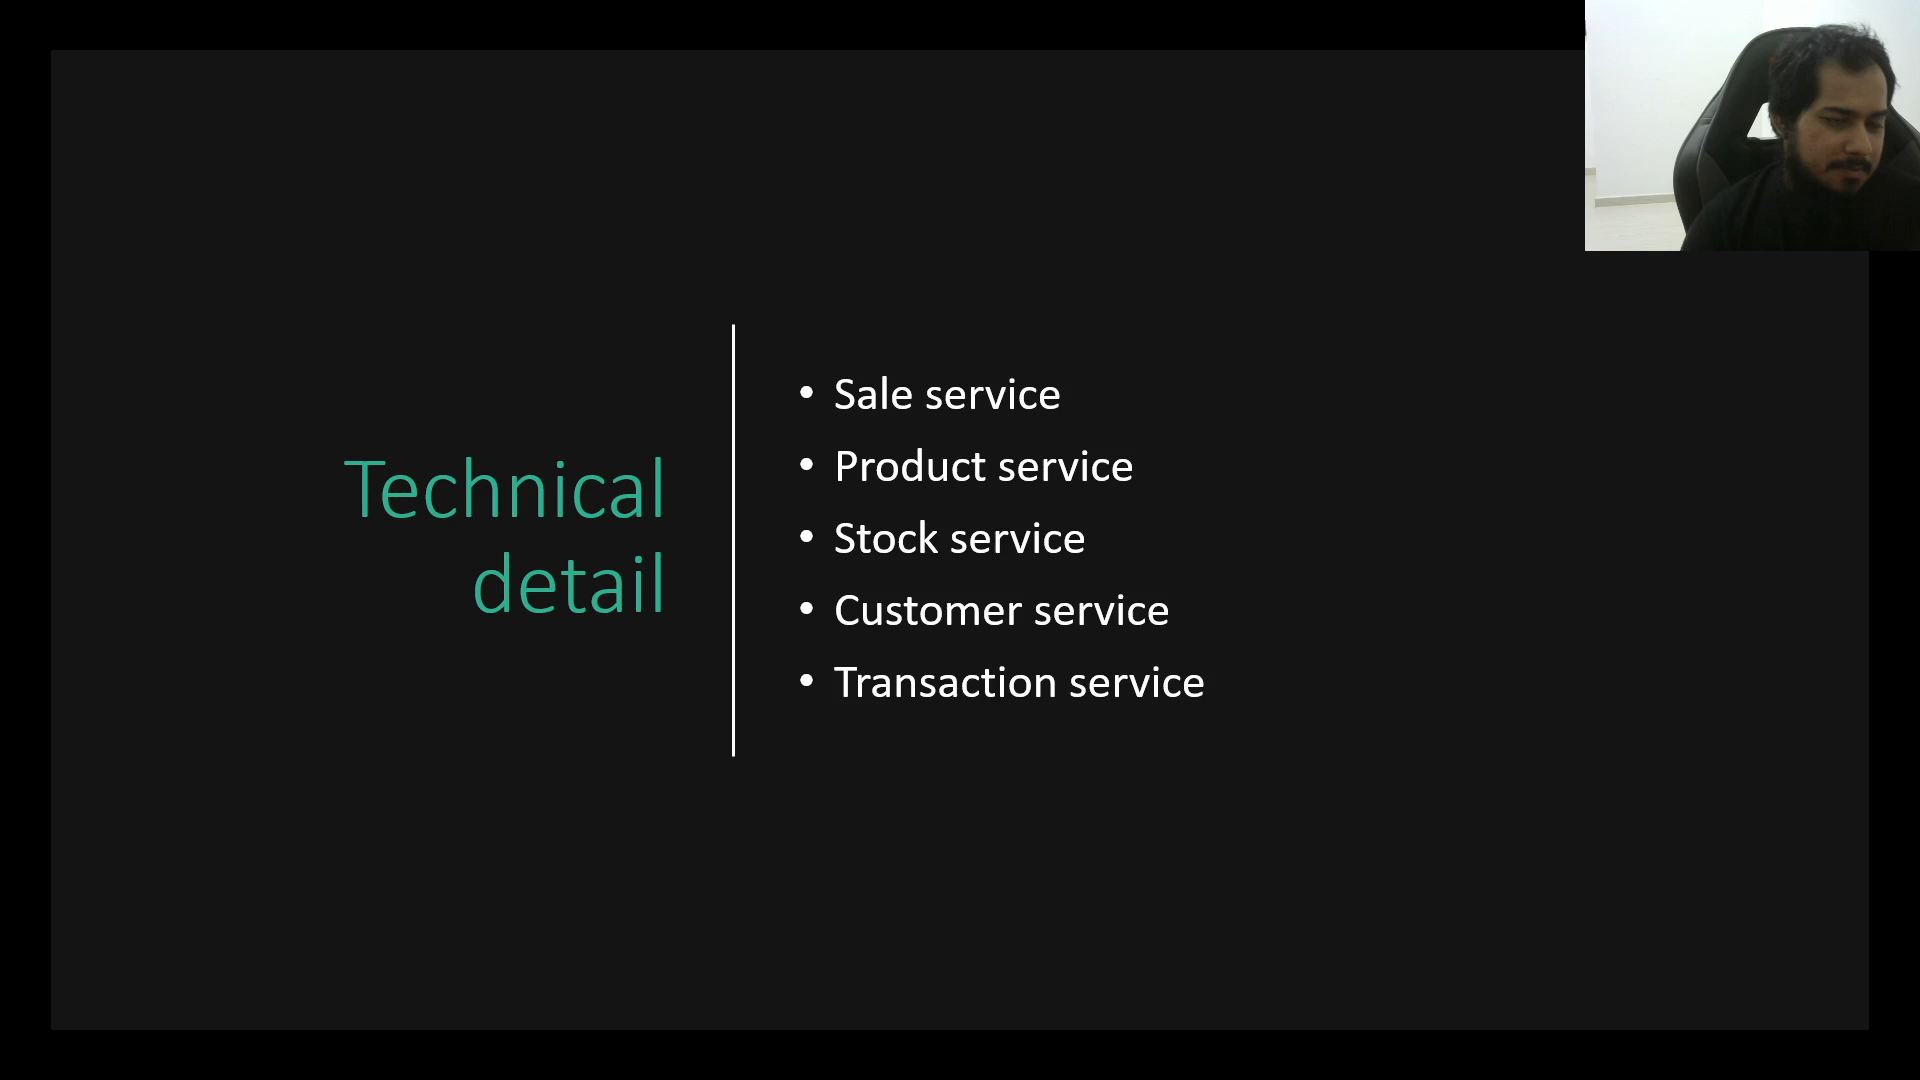 Technical
detail
• Sale service
• Product service
• Stock service
• Customer service
• Transaction service